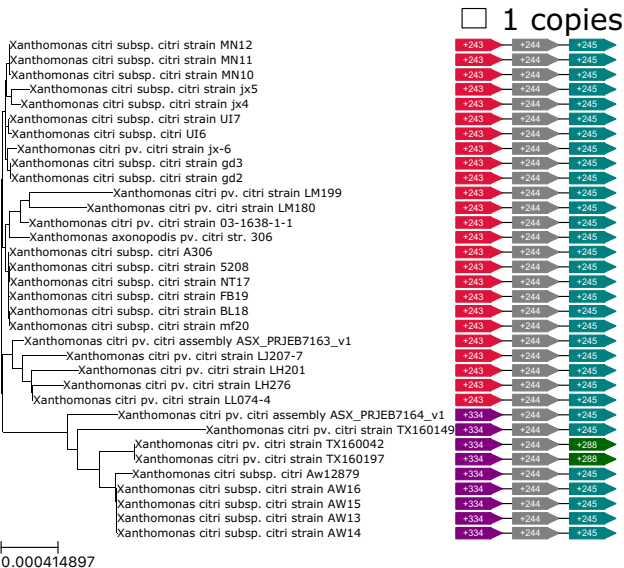 1 copies
Xanthomonas citri subsp. citri strain MN12 +243 +244 +245
Xanthomonas citri subsp. citri strain MN11 +243 +244 +245
Xanthomonas citri subsp. citri strain MN10 +243 +244 +245
Xanthomonas citri subsp. citri strain jx5 +243 +244 +245
Xanthomonas citri subsp. citri strain jx4 +243 +244 +245
Xanthomonas citri subsp. citri strain UI7 +243 +244 +245
Xanthomonas citri subsp. citri UI6 +243 +244 +245
Xanthomonas citri pv. citri strain jx-6 +243 +244 +245
Xanthomonas citri subsp. citri strain gd3 +243 +244 +245
Xanthomonas citri subsp. citri strain gd2 +243 +244 +245
Xanthomonas citri pv. citri strain LM199 +243 +244 +245
Xanthomonas citri pv. citri strain LM180 +243 +244 +245
Xanthomonas citri pv. citri strain 03-1638-1-1 +243 +244 +245
Xanthomonas axonopodis pv. citri str. 306 +243 +244 +245
Xanthomonas citri subsp. citri A306 +243 +244 +245
Xanthomonas citri subsp. citri strain 5208 +243 +244 +245
Xanthomonas citri subsp. citri strain NT17 +243 +244 +245
Xanthomonas citri subsp. citri strain FB19 +243 +244 +245
Xanthomonas citri subsp. citri strain BL18 +243 +244 +245
Xanthomonas citri subsp. citri strain mf20 +243 +244 +245
Xanthomonas citri pv. citri assembly ASX_PRJEB7163_v1 +243 +244 +245
Xanthomonas citri pv. citri strain LJ207-7 +243 +244 +245
Xanthomonas citri pv. citri strain LH201 +243 +244 +245
Xanthomonas citri pv. citri strain LH276 +243 +244 +245
Xanthomonas citri pv. citri strain LL074-4 +243 +244 +245
Xanthomonas citri pv. citri assembly ASX_PRJEB7164_v1 +334 +244 +245
Xanthomonas citri pv. citri strain TX160149 +334 +244 +245
Xanthomonas citri pv. citri strain TX160042 +334 +244 +288
Xanthomonas citri pv. citri strain TX160197 +334 +244 +288
Xanthomonas citri subsp. citri Aw12879 +334 +244 +245
Xanthomonas citri subsp. citri strain AW16 +334 +244 +245
Xanthomonas citri subsp. citri strain AW15 +334 +244 +245
Xanthomonas citri subsp. citri strain AW13 +334 +244 +245
Xanthomonas citri subsp. citri strain AW14 +334 +244 +245
0.000414897